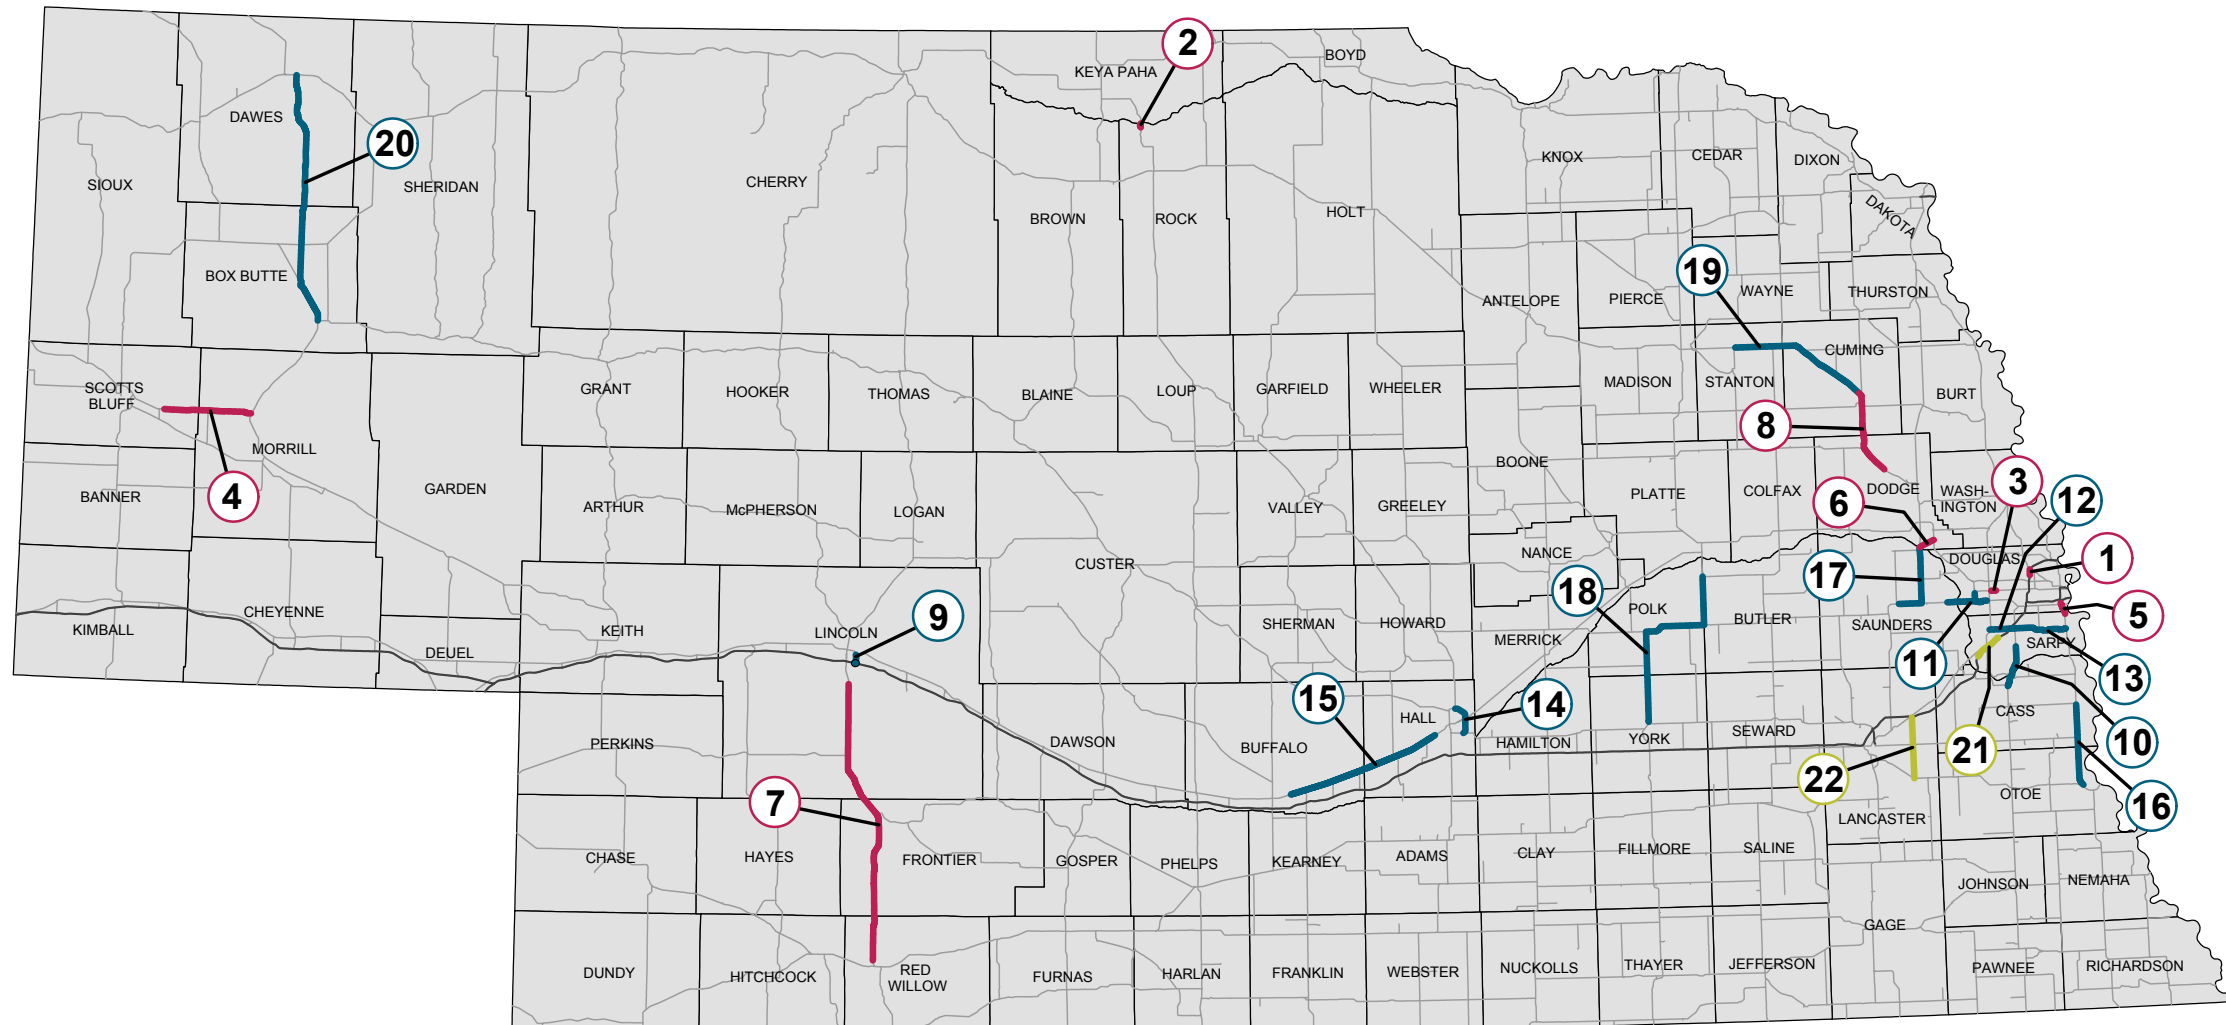 2
BOYD
KEYA PAHA
DAWES
20
SIOUX
SHERIDAN
CHERRY
KNOX
CEDAR
DIXON
DAKOTA
BROWN
ROCK
HOLT
BOX BUTTE
19
WAYNE
THURSTON
ANTELOPE
PIERCE
CUMING
SCOTTS
BLUFF
GRANT
HOOKER
THOMAS
BLAINE
LOUP
GARFIELD
WHEELER
MADISON
STANTON
BURT
8
MORRILL
4
BANNER
GARDEN
ARTHUR
McPHERSON
LOGAN
VALLEY
GREELEY
BOONE
PLATTE
COLFAX
DODGE
WASH-
INGTON
3
12
6
CUSTER
NANCE
DOUGLAS
1
17
18
CHEYENNE
KIMBALL
DEUEL
KEITH
LINCOLN
9
SHERMAN
HOWARD
MERRICK
POLK
BUTLER
SAUNDERS
5
SARPY
11
13
15
14
HALL
CASS
PERKINS
DAWSON
BUFFALO
HAMILTON
YORK
SEWARD
22
21
10
OTOE
16
7
LANCASTER
CHASE
HAYES
FRONTIER
GOSPER
PHELPS
KEARNEY
ADAMS
CLAY
FILLMORE
SALINE
JOHNSON
NEMAHA
GAGE
DUNDY
HITCHCOCK
RED
WILLOW
FURNAS
HARLAN
FRANKLIN
WEBSTER
NUCKOLLS
THAYER
JEFFERSON
PAWNEE
RICHARDSON